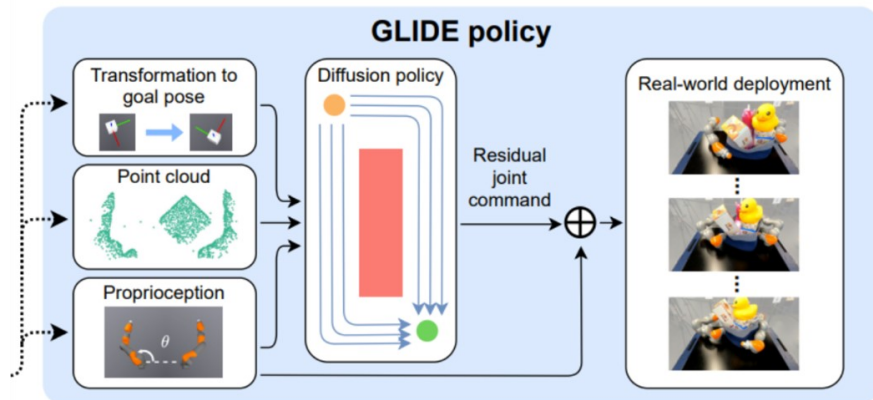 GLIDE policy
Transformation to
goal pose
Point cloud
Proprioception
θ
Diffusion policy
Residual
joint
command
Real-world deployment